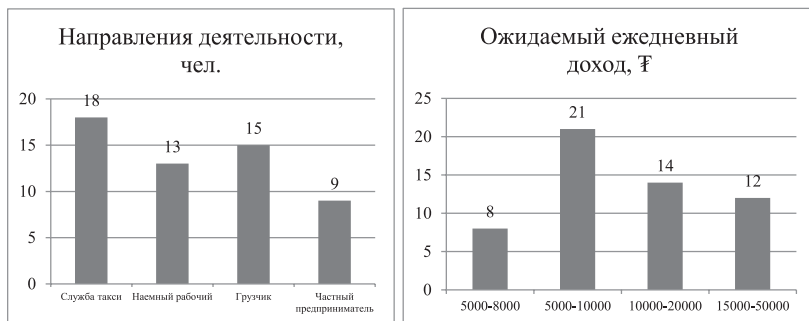 Направления деятельности,
чел.
20
18
15
15
13
10
9
5
0
Служба такси
Наемный рабочий
Грузчик
Частный
предприниматель
Ожидаемый ежедневный
доход, ₮
25
21
20
15
14
12
10
8
5
0
5000-8000
5000-10000
10000-20000
15000-50000